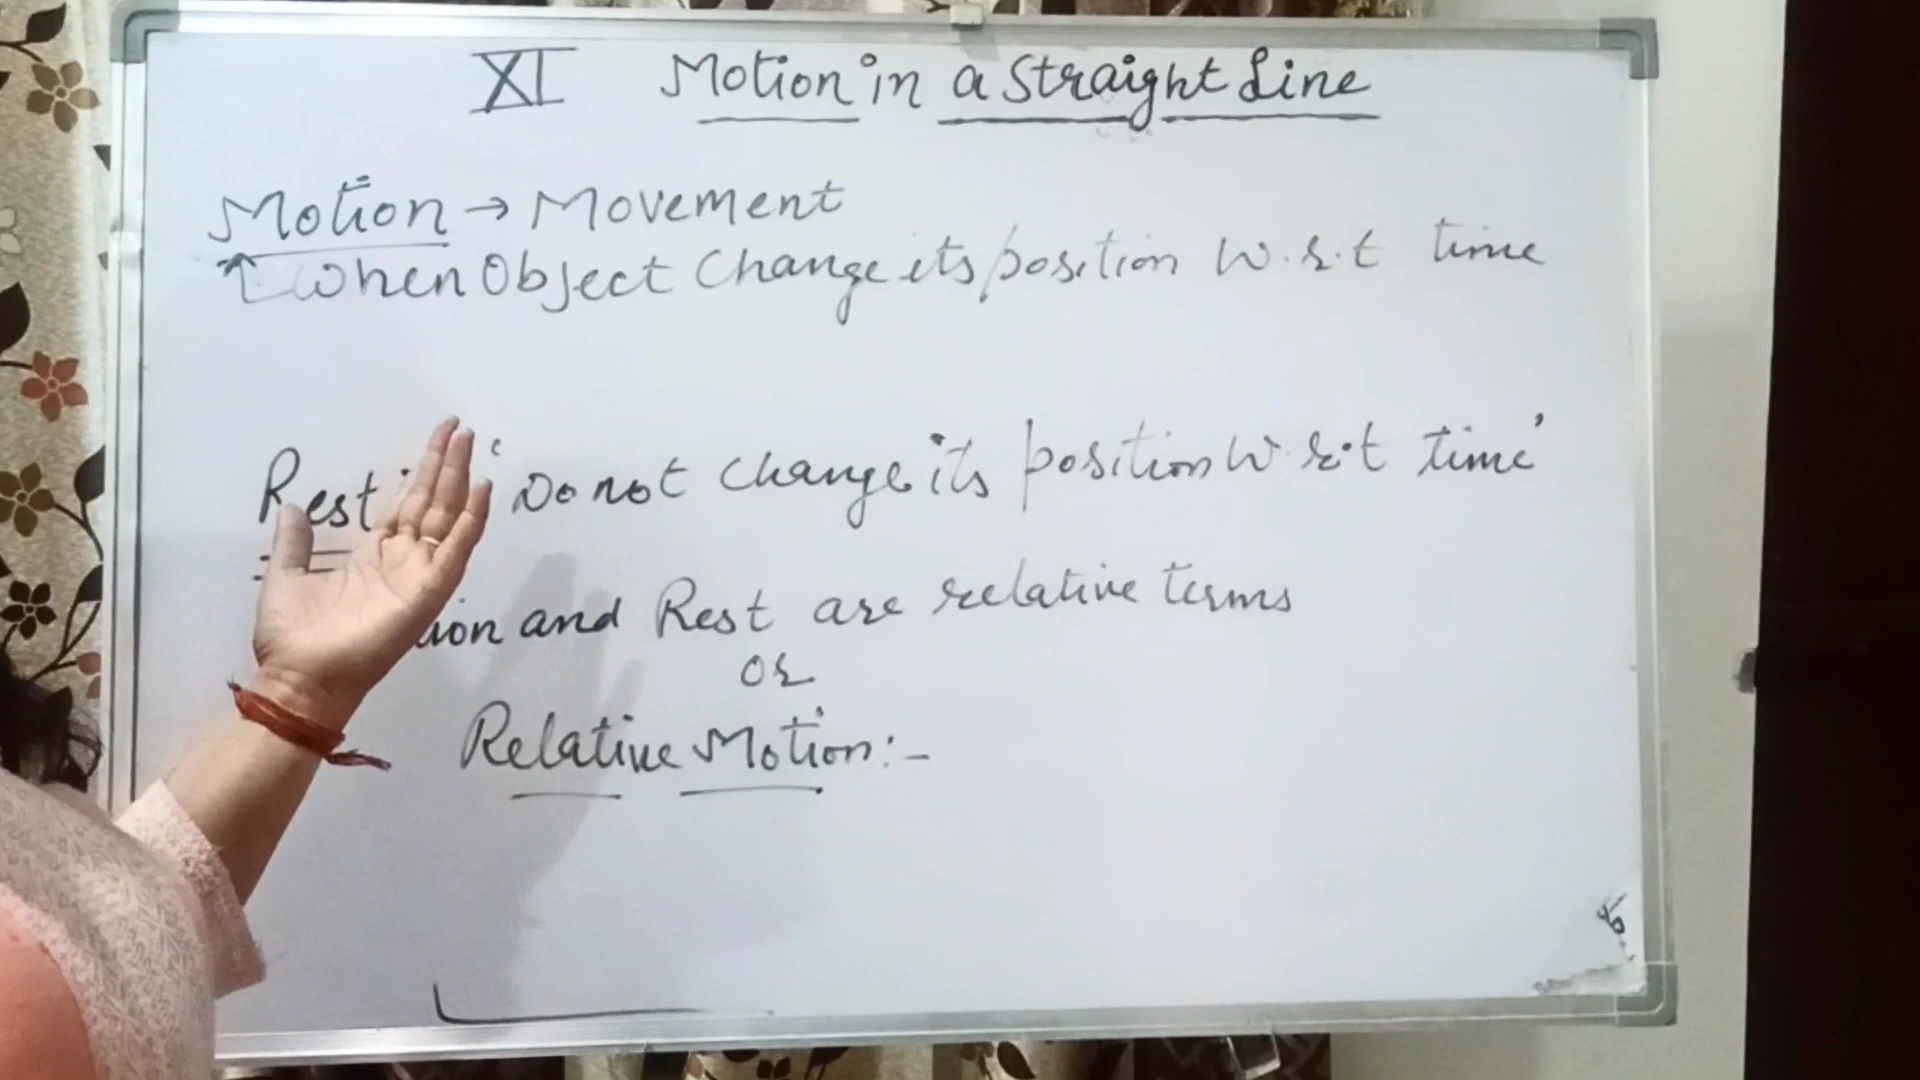 XI Motion in a Straight Line
Motion → Movement
When Object Change its position w.r.t time
Rest : ‘Do not change its position w.r.t time’
and Rest are relative terms
or
Relative Motion:-